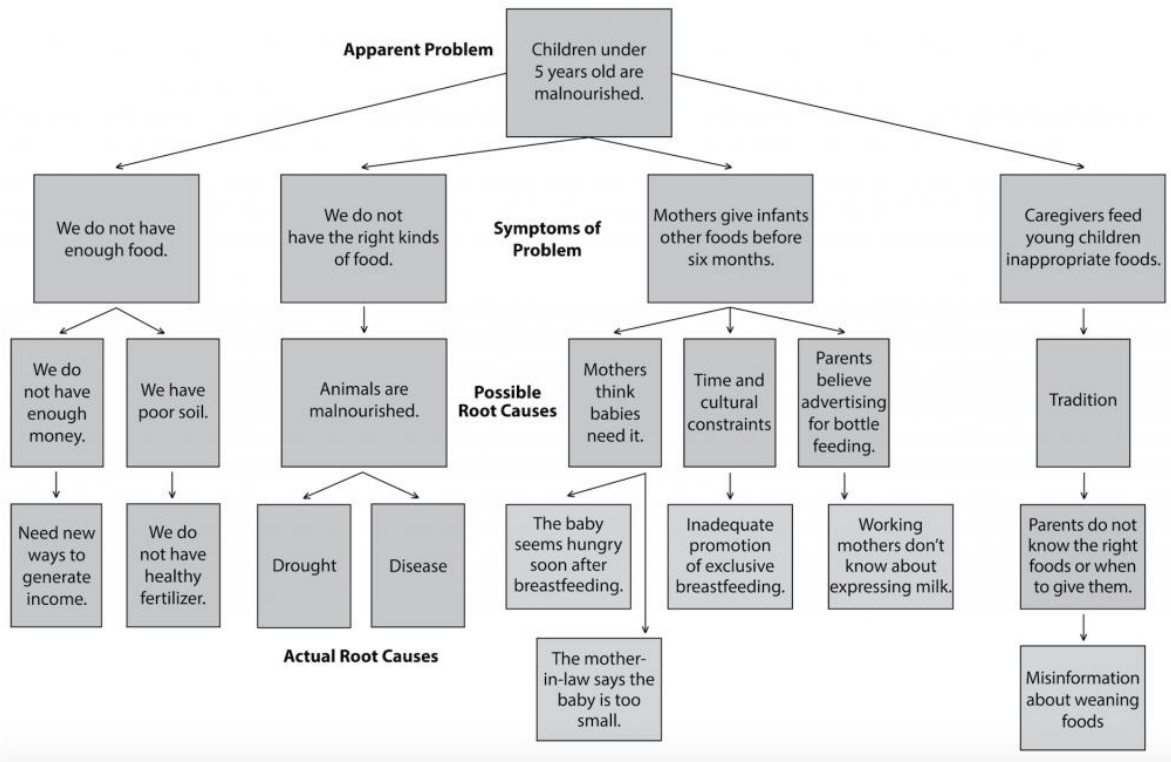 Apparent Problem
Children under
5 years old are
malnourished.
We do not have
enough food.
We do not
have the right kinds
of food.
Symptoms of
Problem
Mothers give infants
other foods before
six months.
Caregivers feed
young children
inappropriate foods.
We do
not have
enough
money.
We have
poor soil.
Animals are
malnourished.
Possible
Root Causes
Mothers
think
babies
need it.
Time and
cultural
constraints
Parents
believe
advertising
for bottle
feeding.
Tradition
Need new
ways to
generate
income.
We do
not have
healthy
fertilizer.
Drought
Disease
The baby
seems hungry
soon after
breastfeeding.
Inadequate
promotion
of exclusive
breastfeeding.
Working
mothers don't
know about
expressing milk.
Parents do not
know the right
foods or when
to give them.
Actual Root Causes
The mother-
in-law says the
baby is too
small.
Misinformation
about weaning
foods